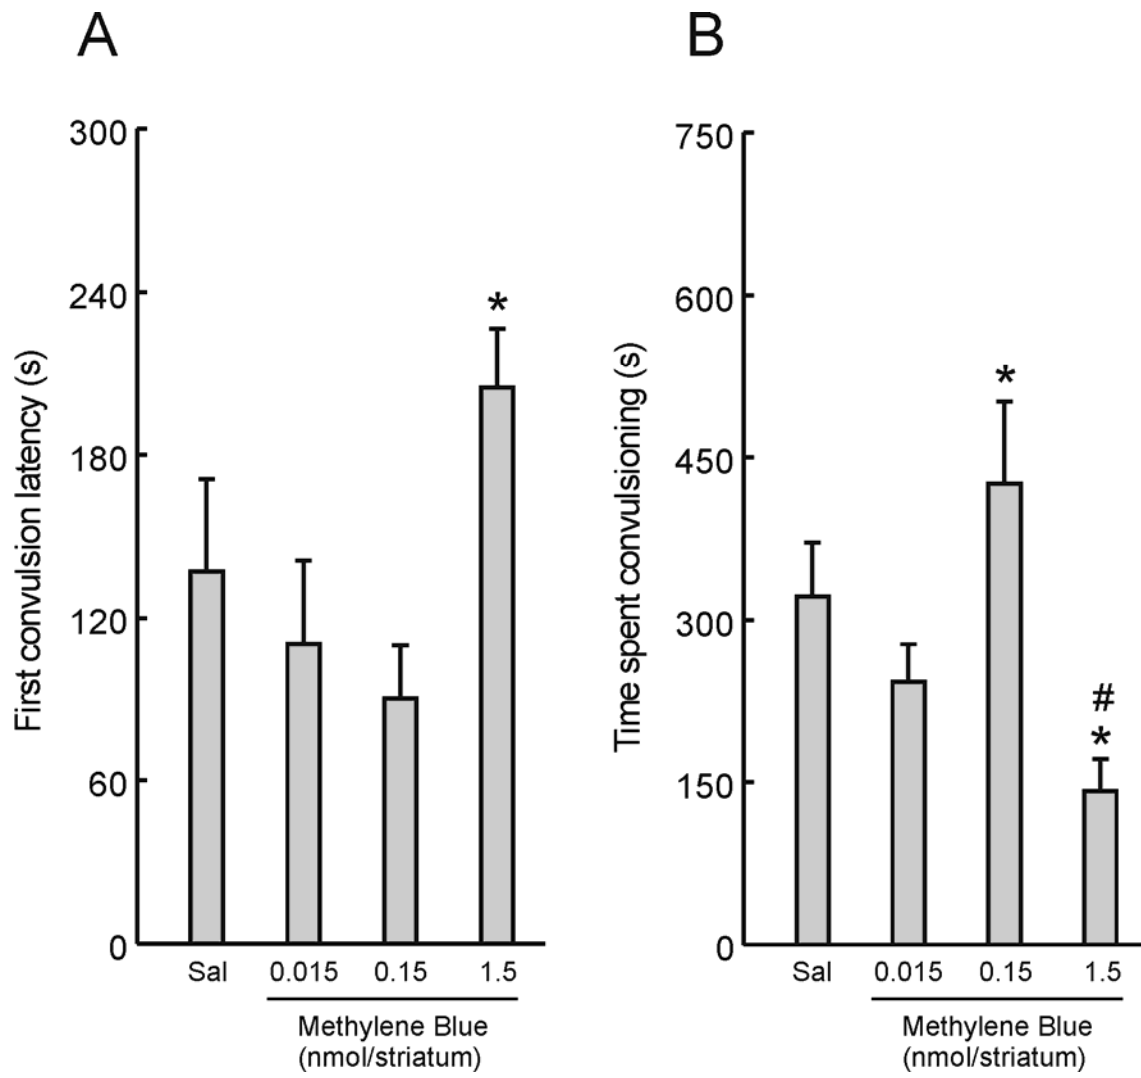 A
First convulsion latency (s)
300
240
180
120
60
0
*
Sal 0.015 0.15 1.5
Methylene Blue
(nmol/striatum)
B
Time spent convulsioning (s)
750
600
450
300
150
0
*
#
*
Sal 0.015 0.15 1.5
Methylene Blue
(nmol/striatum)